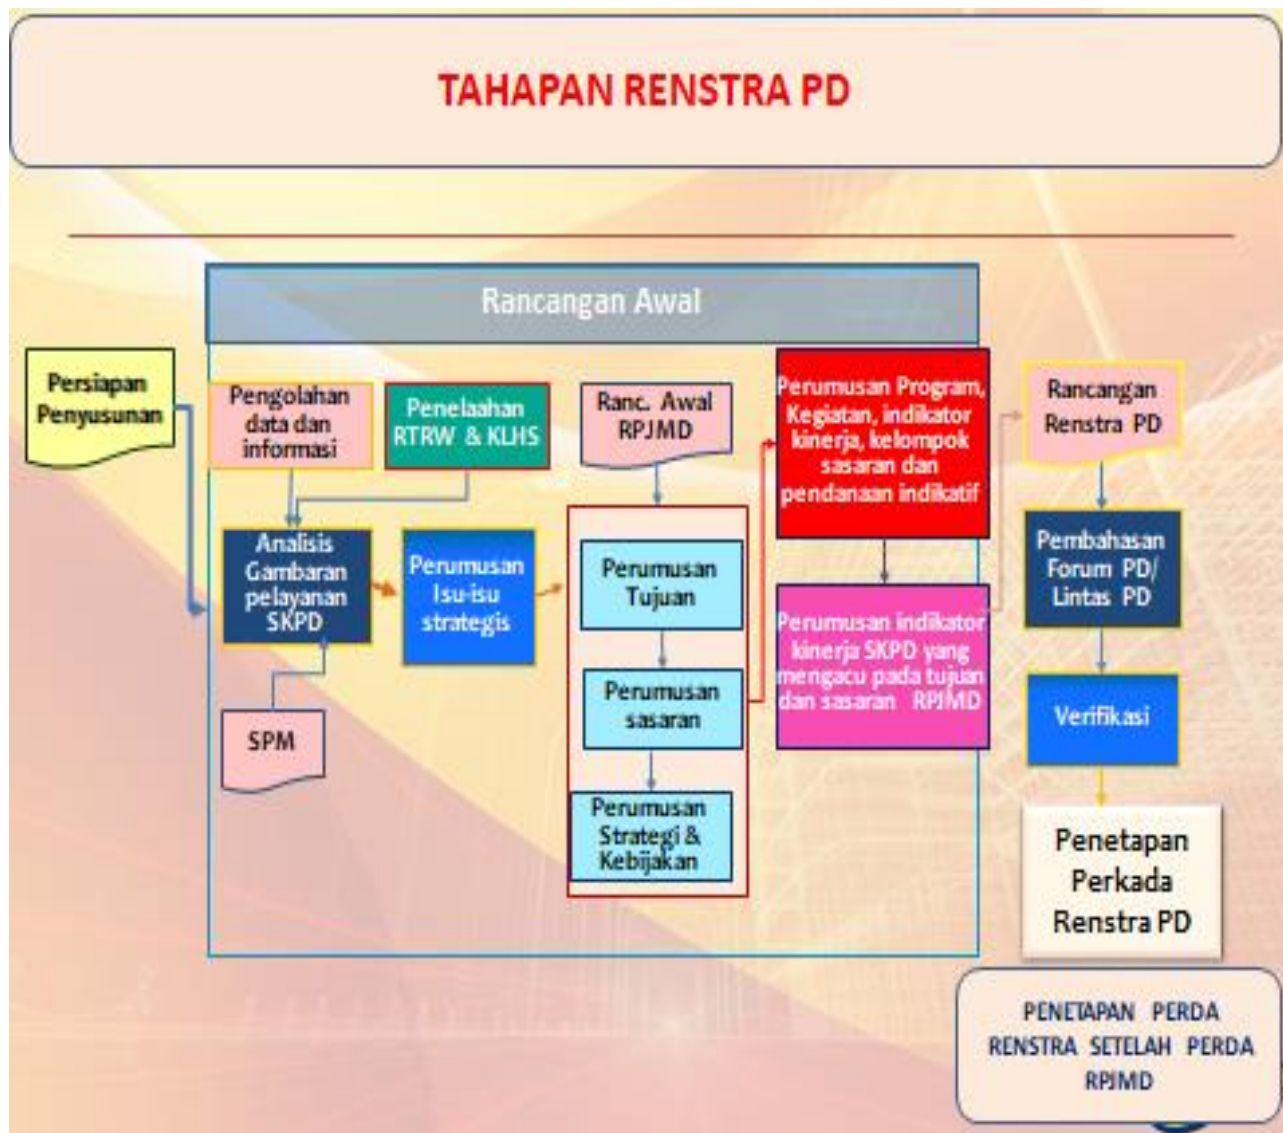 TAHAPAN RENSTRA PD
Rancangan Awal
Persiapan
Penyusunan
Pengolahan
data dan
informasi
Penelaahan
RTRW & KLHS
Ranc. Awal
RPJMD
Perumusan Program,
Kegiatan, indikator
kinerja, kelompok
sasaran dan
pendanaan indikatif
Rancangan
Renstra PD
Analisis
Gambaran
pelayanan
SKPD
Perumusan
Isu-isu
strategis
Perumusan
Tujuan
Perumusan
sasaran
Perumusan
Strategi &
Kebijakan
Perumusan indikator
kinerja SKPD yang
mengacu pada tujuan
dan sasaran RPJMD
Pembahasan
Forum PD/
Lintas PD
SPM
Verifikasi
Penetapan
Perkada
Renstra PD
PENETAPAN PERDA
RENSTRA SETELAH PERDA
RPJMD